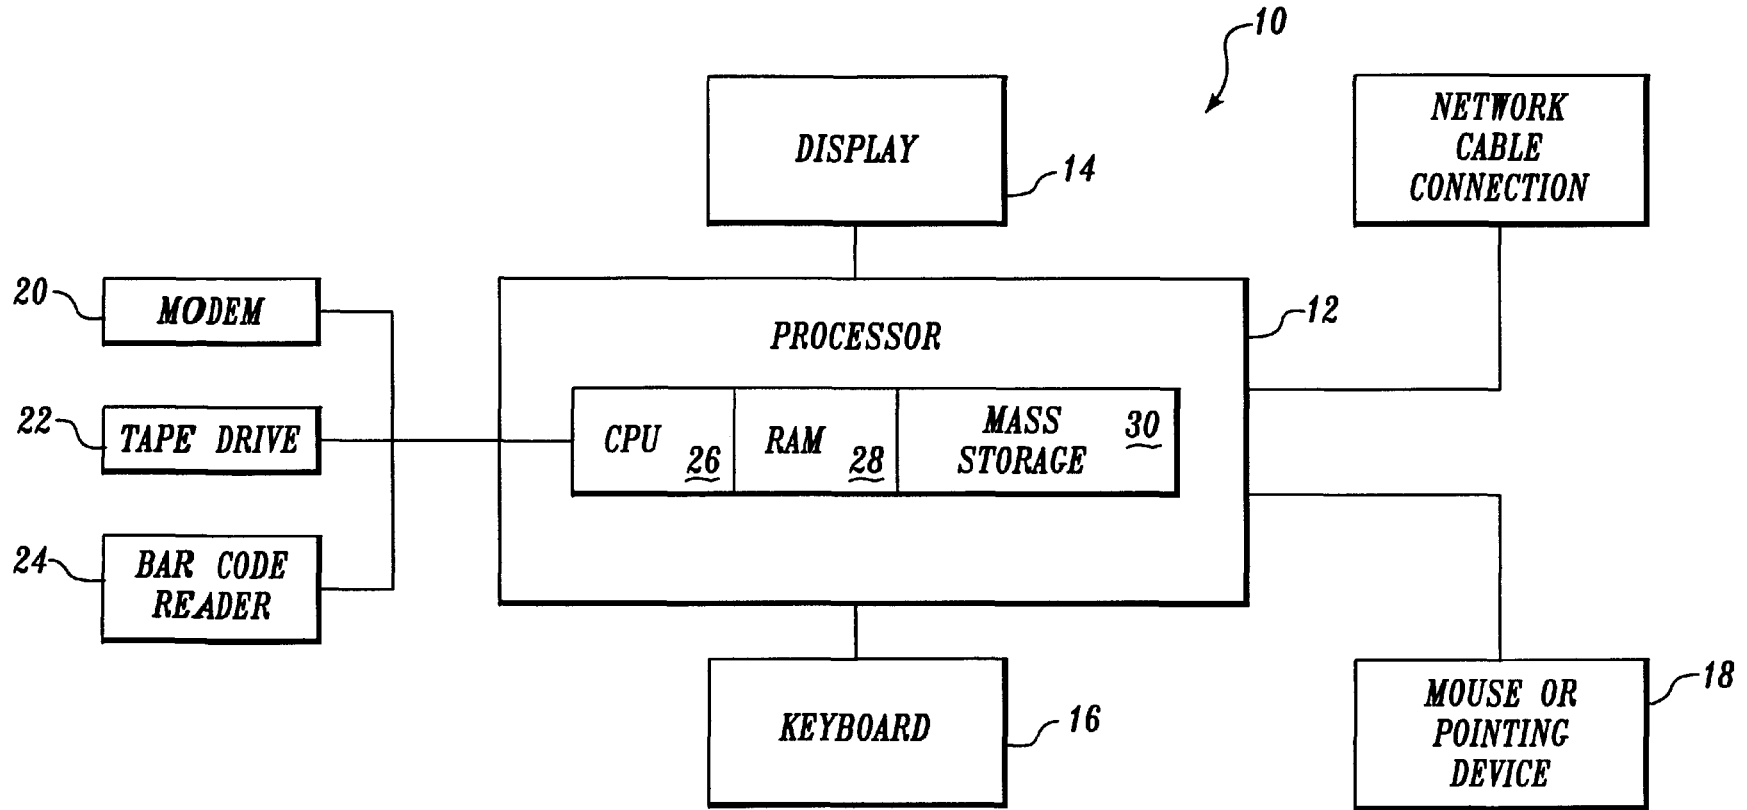 10
DISPLAY
14
NETWORK
CABLE
CONNECTION
20
MODEM
12
PROCESSOR
22
TAPE DRIVE
CPU
26
RAM
28
MASS
STORAGE
30
24
BAR CODE
READER
KEYBOARD
16
MOUSE OR
POINTING
DEVICE
18